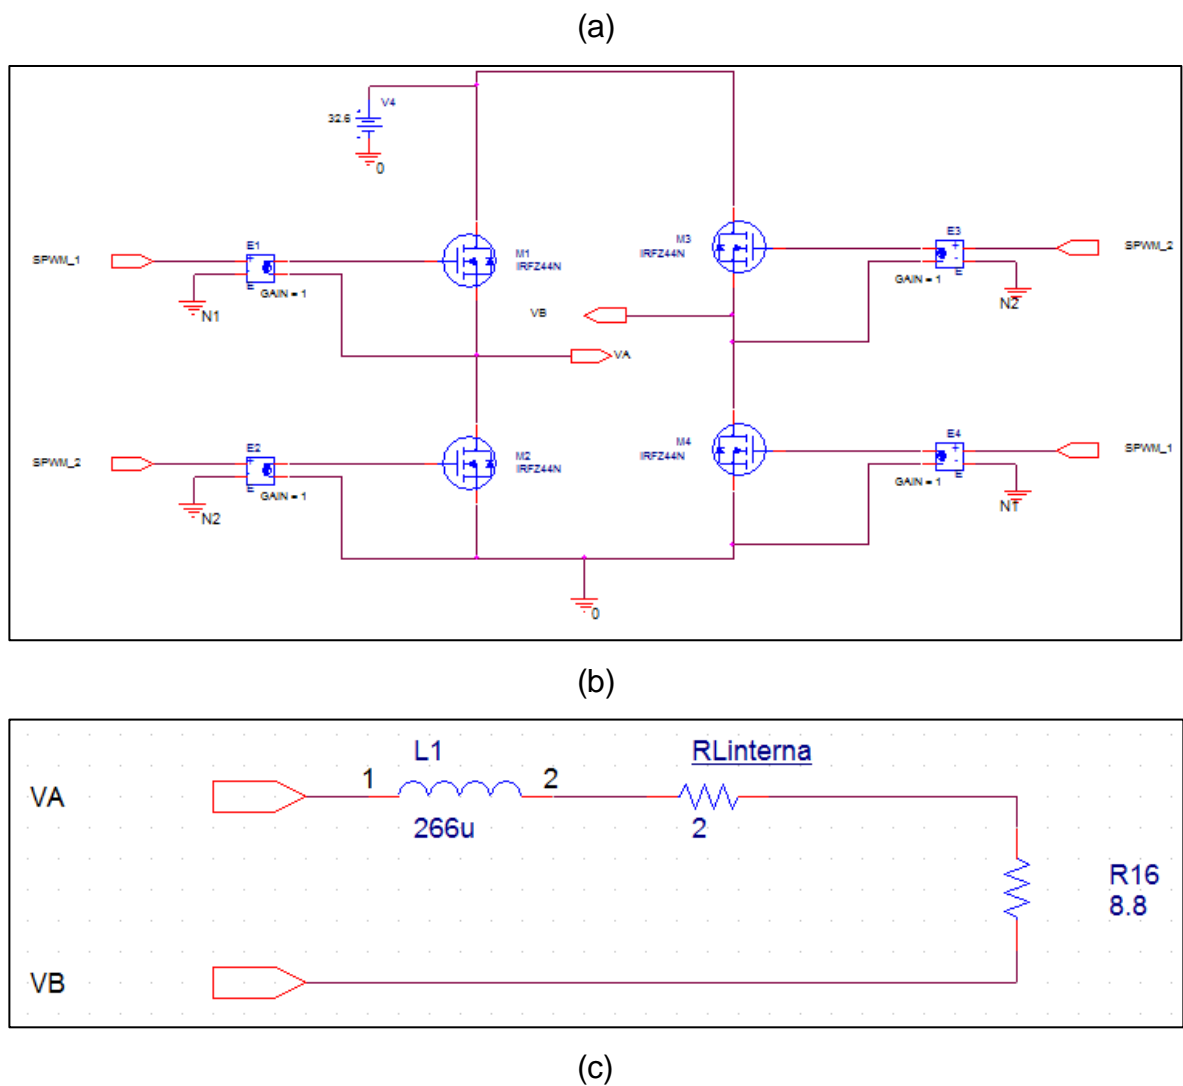 (a)
V4
32.6
0
E1
SPWM_1
+
-
E
GAIN = 1
N1
M1
IRFZ44N
M3
IRFZ44N
E3
SPWM_2
+
-
E
GAIN = 1
N2
VB
VA
E2
SPWM_2
+
-
E
GAIN = 1
N2
M2
IRFZ44N
M4
IRFZ44N
E4
SPWM_1
+
-
E
GAIN = 1
N1
0
(b)
L1
RLinterna
VA
1
2
266u
2
R16
8.8
VB
(c)